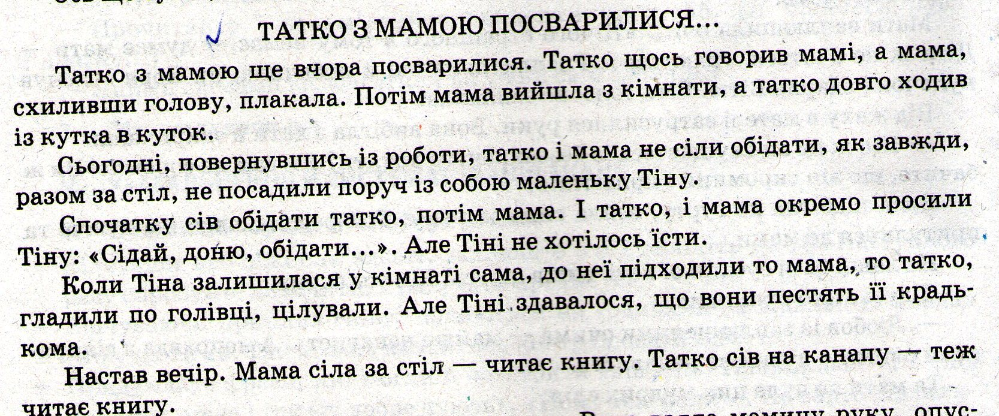 ТАТКО З МАМОЮ ПОСВАРИЛИСЯ...
Татко з мамою ще вчора посварилися. Татко щось говорив мамі, а мама,
схиливши голову, плакала. Потім мама вийшла з кімнати, а татко довго ходив
із кутка в куток.
Сьогодні, повернувшись із роботи, татко і мама не сіли обідати, як завжди,
разом за стіл, не посадили поруч із собою маленьку Тіну.
Спочатку сів обідати татко, потім мама. І татко, і мама окремо просили
Тіну: «Сідай, доню, обідати...». Але Тіні не хотілось їсти.
Коли Тіна залишилася у кімнаті сама, до неї підходили то мама, то татко,
гладили по голівці, цілували. Але Тіні здавалося, що вони пестять її крадь-
кома.
Настав вечір. Мама сіла за стіл — читає книгу. Татко сів на канапу — теж
читає книгу.
мамину руку, опус-